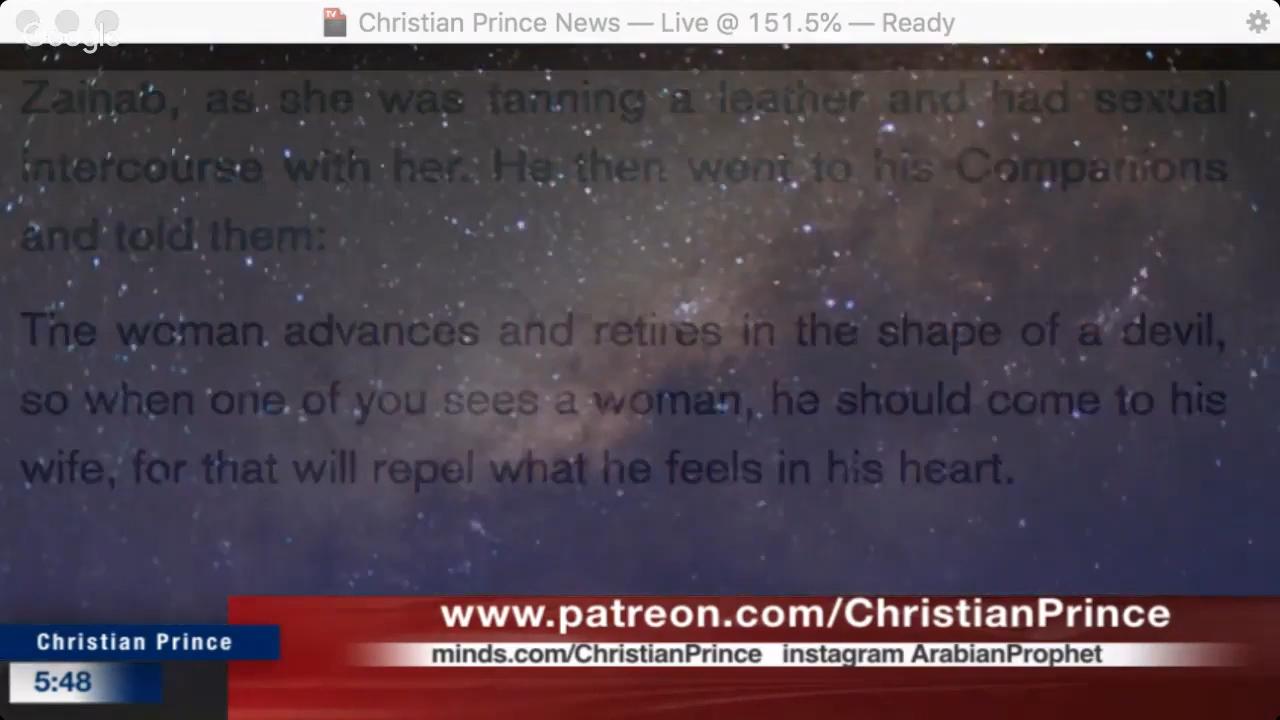 Christian Prince News — Live @ 151.5% — Ready
Google
Zainab, as she was tanning a leather and had sexual
intercourse with her. He then went to his Companions
and told them:
The woman advances and retires in the shape of a devil,
so when one of you sees a woman, he should come to his
wife, for that will repel what he feels in his heart.
www.patreon.com/ChristianPrince
Christian Prince
minds.com/ChristianPrince instagram ArabianProphet
5:48